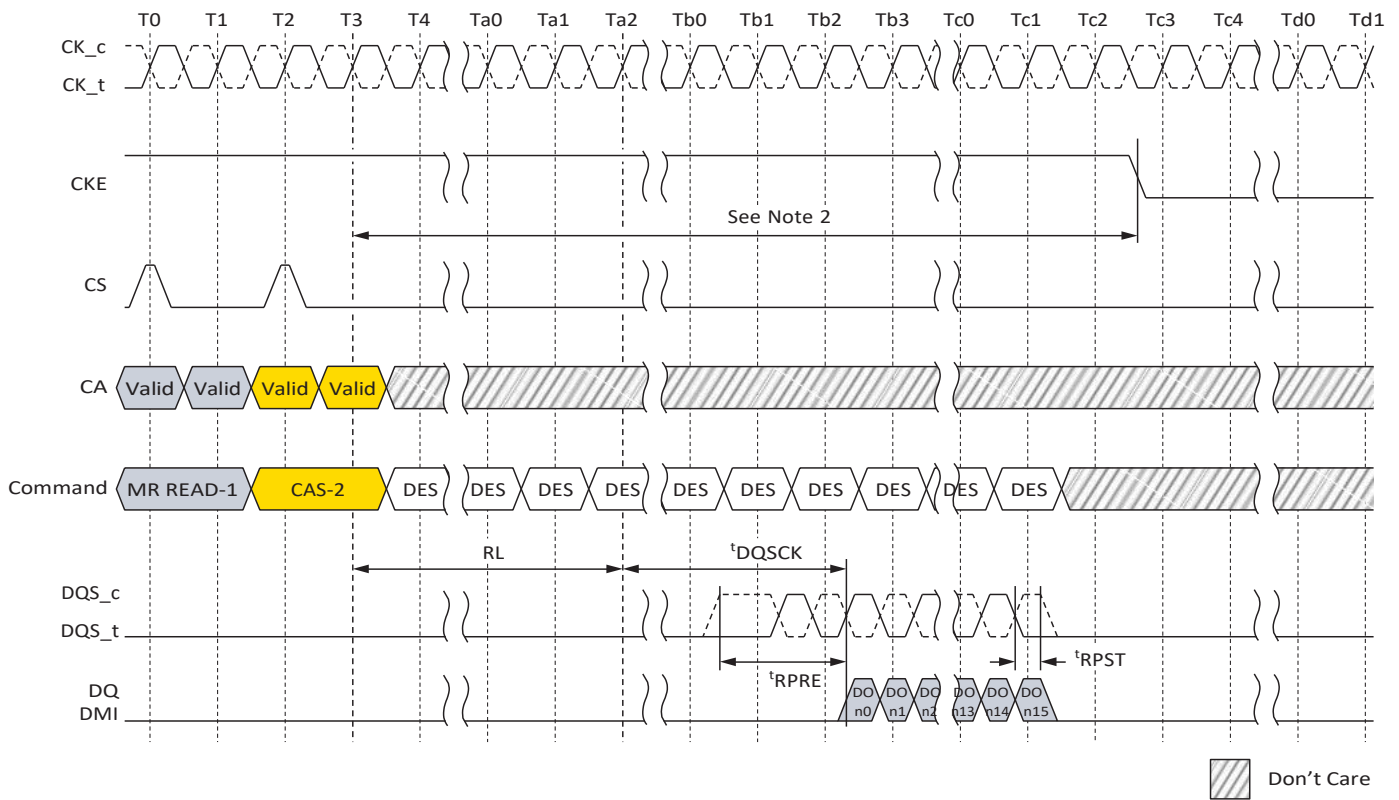 T0 T1 T2 T3 T4 Ta0 Ta1 Ta2 Tb0 Tb1 Tb2 Tb3 Tc0 Tc1 Tc2 Tc3 Tc4 Td0 Td1
CK_c
CK_t
CKE
See Note 2
CS
CA Valid Valid Valid Valid
Command MR READ-1 CAS-2 DES DES DES DES DES DES DES DES DES DES
RL tDQSCK
DQS_c
DQS_t
tRPRE tRPST
DQ DO DO DO DO DO DO
DMI n0 n1 n2 n13 n14 n15
Don't Care